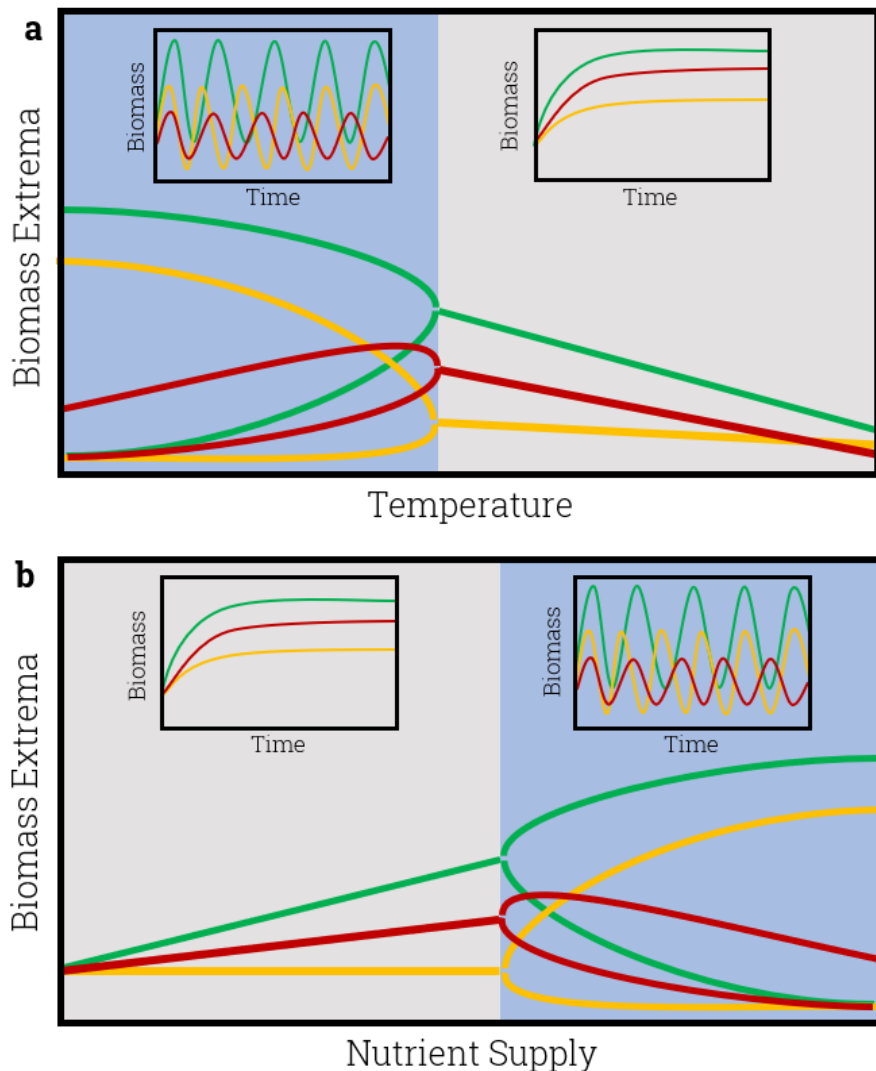 a
Biomass
Time
Biomass
Time
Biomass Extrema
Temperature
b
Biomass
Time
Biomass
Time
Biomass Extrema
Nutrient Supply